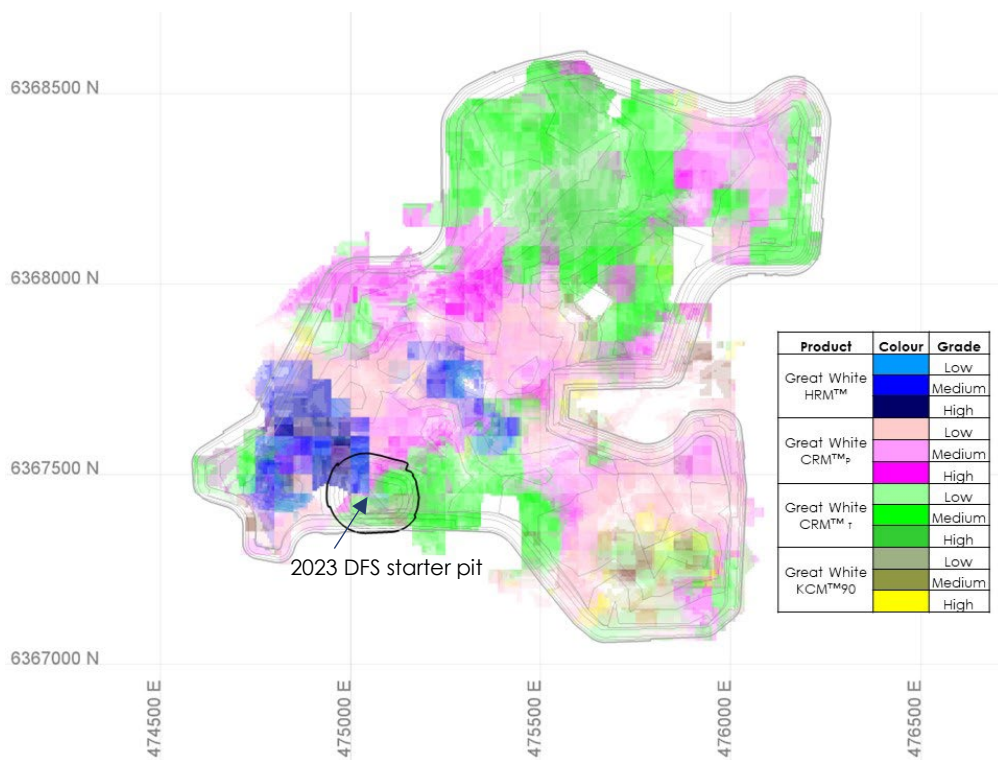 6368500 N
6368000 N
6367500 N
6367000 N
474500 E
475000 E
475500 E
476000 E
476500 E
2023 DFS starter pit
Product Colour Grade
Great White HRM™
Low
Medium
High
Great White CRM™P
Low
Medium
High
Great White CRM™ T
Low
Medium
High
Great White KCM™90
Low
Medium
High